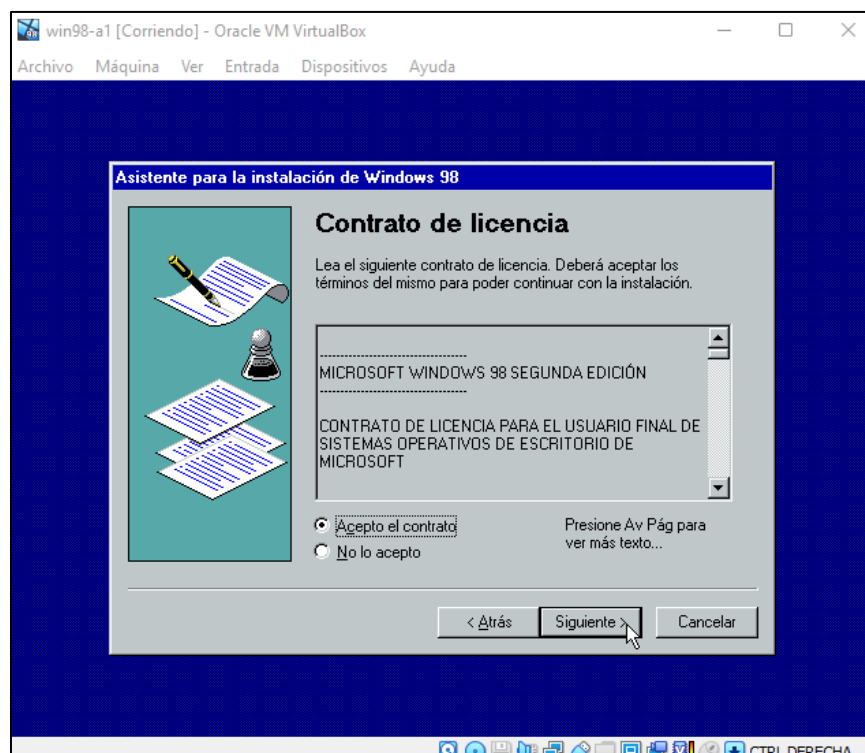 win98-a1 [Corriendo] - Oracle VM VirtualBox
Archivo Máquina Ver Entrada Dispositivos Ayuda
Asistente para la instalación de Windows 98
Contrato de licencia
Lea el siguiente contrato de licencia. Deberá aceptar los
términos del mismo para poder continuar con la instalación.
------------------------------------
MICROSOFT WINDOWS 98 SEGUNDA EDICIÓN
------------------------------------
CONTRATO DE LICENCIA PARA EL USUARIO FINAL DE
SISTEMAS OPERATIVOS DE ESCRITORIO DE
MICROSOFT
Acepto el contrato
No lo acepto
Presione Av Pág para
ver más texto...
< Atrás Siguiente > Cancelar
CTRL DERECHA